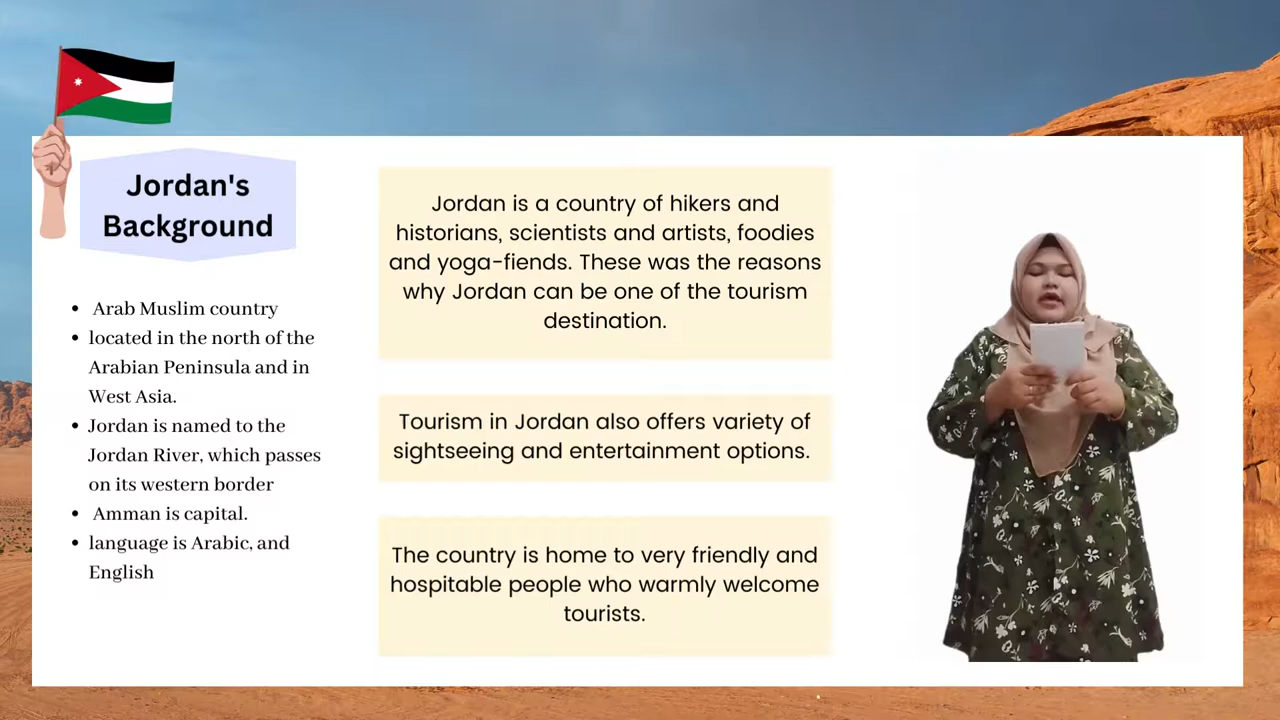 Jordan's
Background
Arab Muslim country
located in the north of the
Arabian Peninsula and in
West Asia.
Jordan is named to the
Jordan River, which passes
on its western border
Amman is capital.
language is Arabic, and
English
Jordan is a country of hikers and
historians, scientists and artists, foodies
and yoga-fiends. These was the reasons
why Jordan can be one of the tourism
destination.
Tourism in Jordan also offers variety of
sightseeing and entertainment options.
The country is home to very friendly and
hospitable people who warmly welcome
tourists.